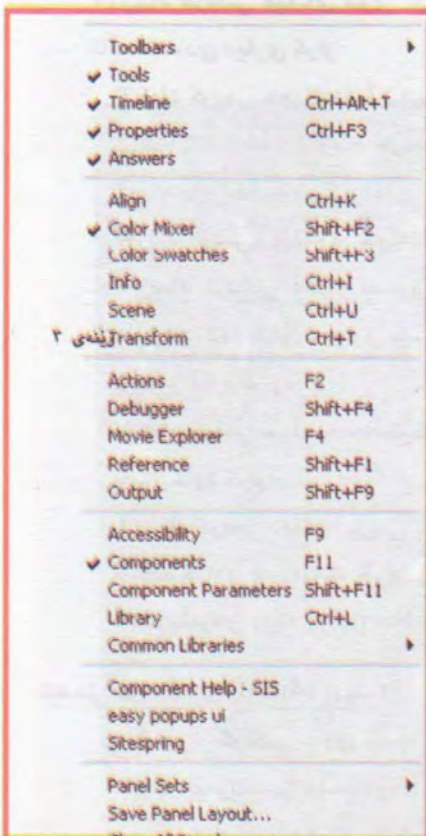 Toolbars
Tools
Timeline Ctrl+Alt+T
Properties Ctrl+F3
Answers
Align Ctrl+K
Color Mixer Shift+F2
Color Swatches Shift+F3
Info Ctrl+I
Scene Ctrl+U
Transform Ctrl+T
وێنەی ٣
Actions F2
Debugger Shift+F4
Movie Explorer F4
Reference Shift+F1
Output Shift+F9
Accessibility F9
Components F11
Component Parameters Shift+F11
Library Ctrl+L
Common Libraries
Component Help - SIS
easy popups ui
Sitespring
Panel Sets
Save Panel Layout...